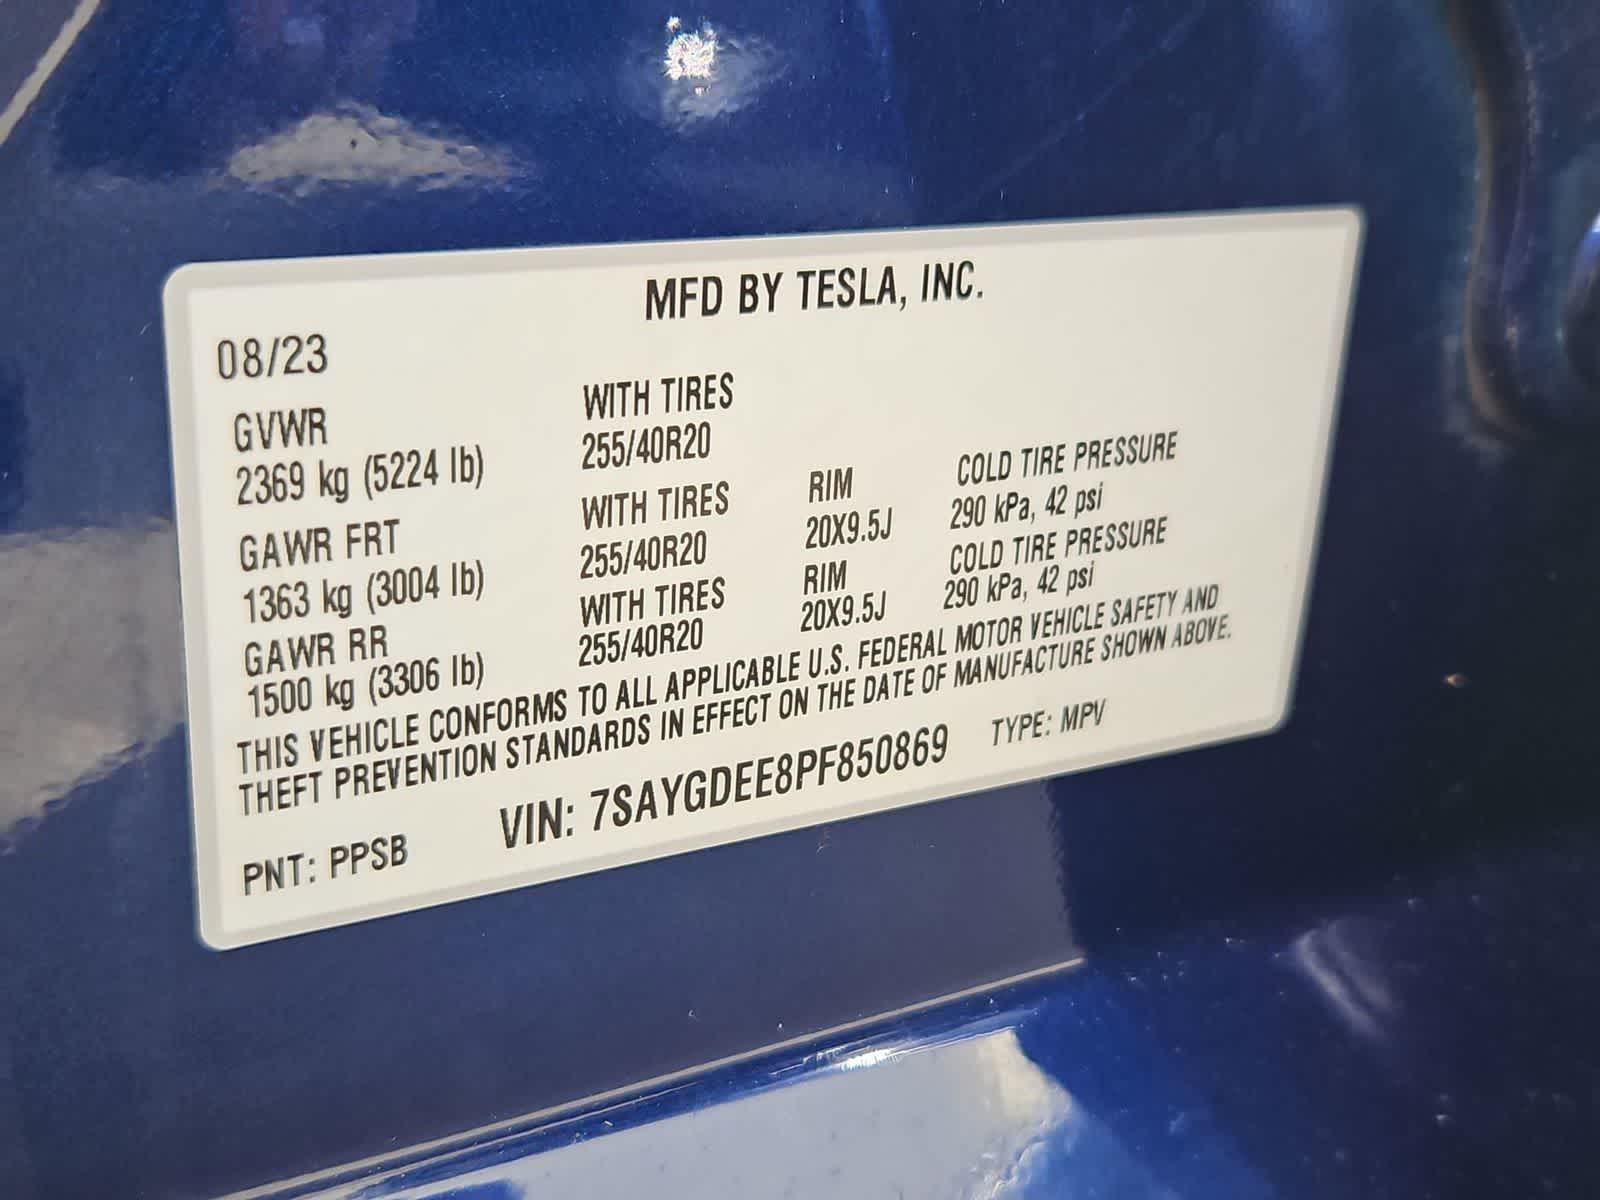 MFD BY TESLA, INC.
08/23
GVWR
2369 kg (5224 lb)
WITH TIRES
255/40R20
GAWR FRT
1363 kg (3004 lb)
WITH TIRES
255/40R20
RIM
20X9.5J
COLD TIRE PRESSURE
290 kPa, 42 psi
GAWR RR
1500 kg (3306 lb)
WITH TIRES
255/40R20
RIM
20X9.5J
COLD TIRE PRESSURE
290 kPa, 42 psi
THIS VEHICLE CONFORMS TO ALL APPLICABLE U.S. FEDERAL MOTOR VEHICLE SAFETY AND
THEFT PREVENTION STANDARDS IN EFFECT ON THE DATE OF MANUFACTURE SHOWN ABOVE.
PNT: PPSB
VIN: 7SAYGDEE8PF850869
TYPE: MPV